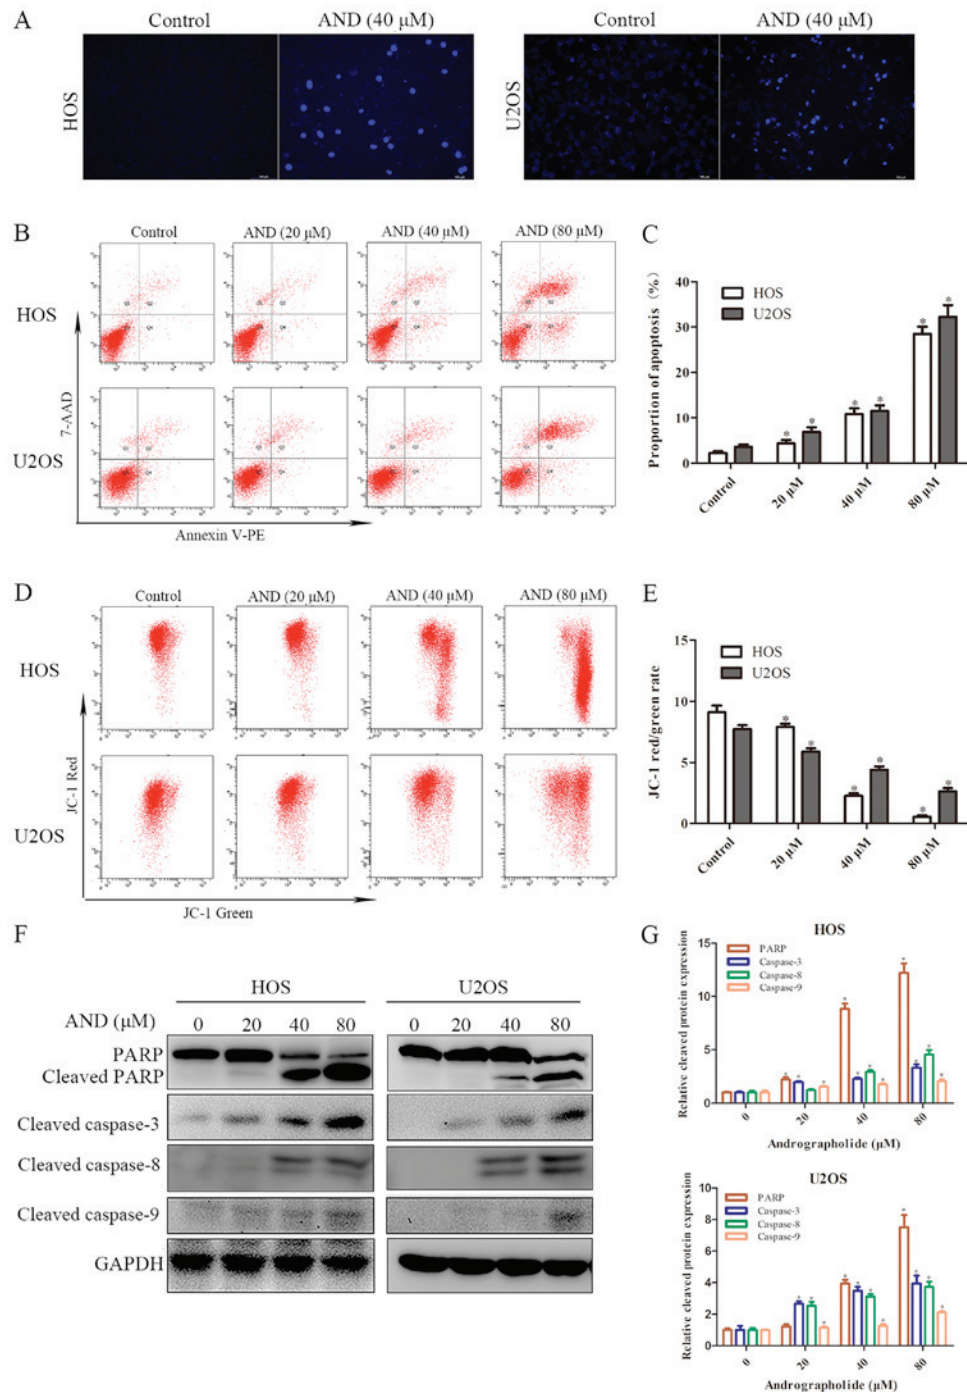 A
Control
AND (40 μM)
Control
AND (40 μM)
HOS
U2OS
B
Control
AND (20 μM)
AND (40 μM)
AND (80 μM)
HOS
U2OS
7-AAD
Annexin V-PE
C
Proportion of apoptosis (%)
40
30
20
10
0
HOS
U2OS
* * * * * *
Control
20 μM
40 μM
80 μM
D
Control
AND (20 μM)
AND (40 μM)
AND (80 μM)
HOS
U2OS
JC-1 Red
JC-1 Green
E
JC-1 red/green rate
15
10
5
0
HOS
U2OS
* * * * * *
Control
20 μM
40 μM
80 μM
F
HOS
U2OS
AND (μM) 0 20 40 80 0 20 40 80
PARP
Cleaved PARP
Cleaved caspase-3
Cleaved caspase-8
Cleaved caspase-9
GAPDH
G
HOS
Relative cleaved protein expression
15
10
5
0
PARP
Caspase-3
Caspase-8
Caspase-9
0
20
40
80
Andrographolide (μM)
U2OS
Relative cleaved protein expression
8
6
4
2
0
PARP
Caspase-3
Caspase-8
Caspase-9
0
20
40
80
Andrographolide (μM)